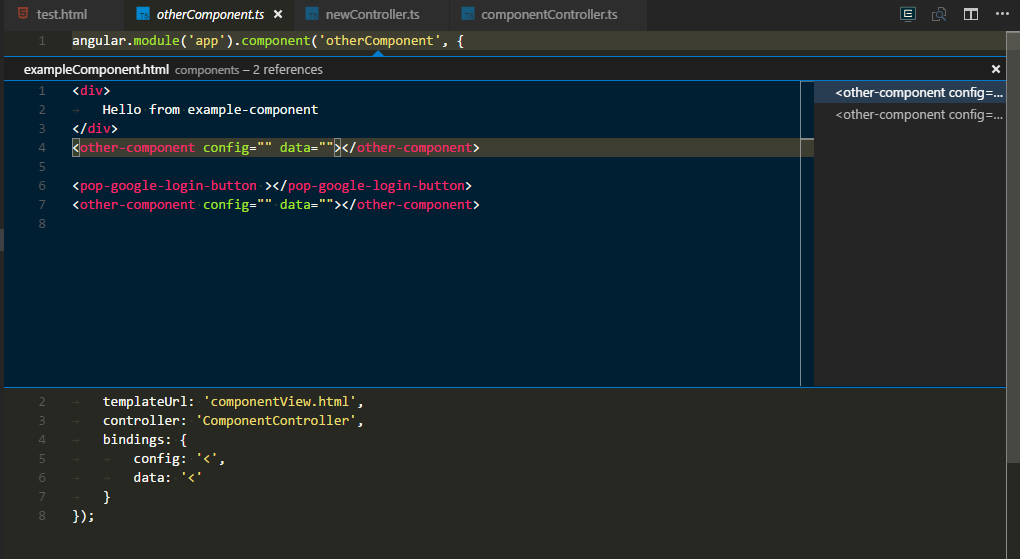 test.html otherComponent.ts × newController.ts componentController.ts
1 angular.module('app').component('otherComponent', {
exampleComponent.html components – 2 references ×
1 <div> <other-component config=...
2 Hello from example-component <other-component config=...
3 </div>
4 <other-component config="" data=""></other-component>
5
6 <pop-google-login-button ></pop-google-login-button>
7 <other-component config="" data=""></other-component>
8
2 templateUrl: 'componentView.html',
3 controller: 'ComponentController',
4 bindings: {
5 config: '<',
6 data: '<'
7 }
8 });